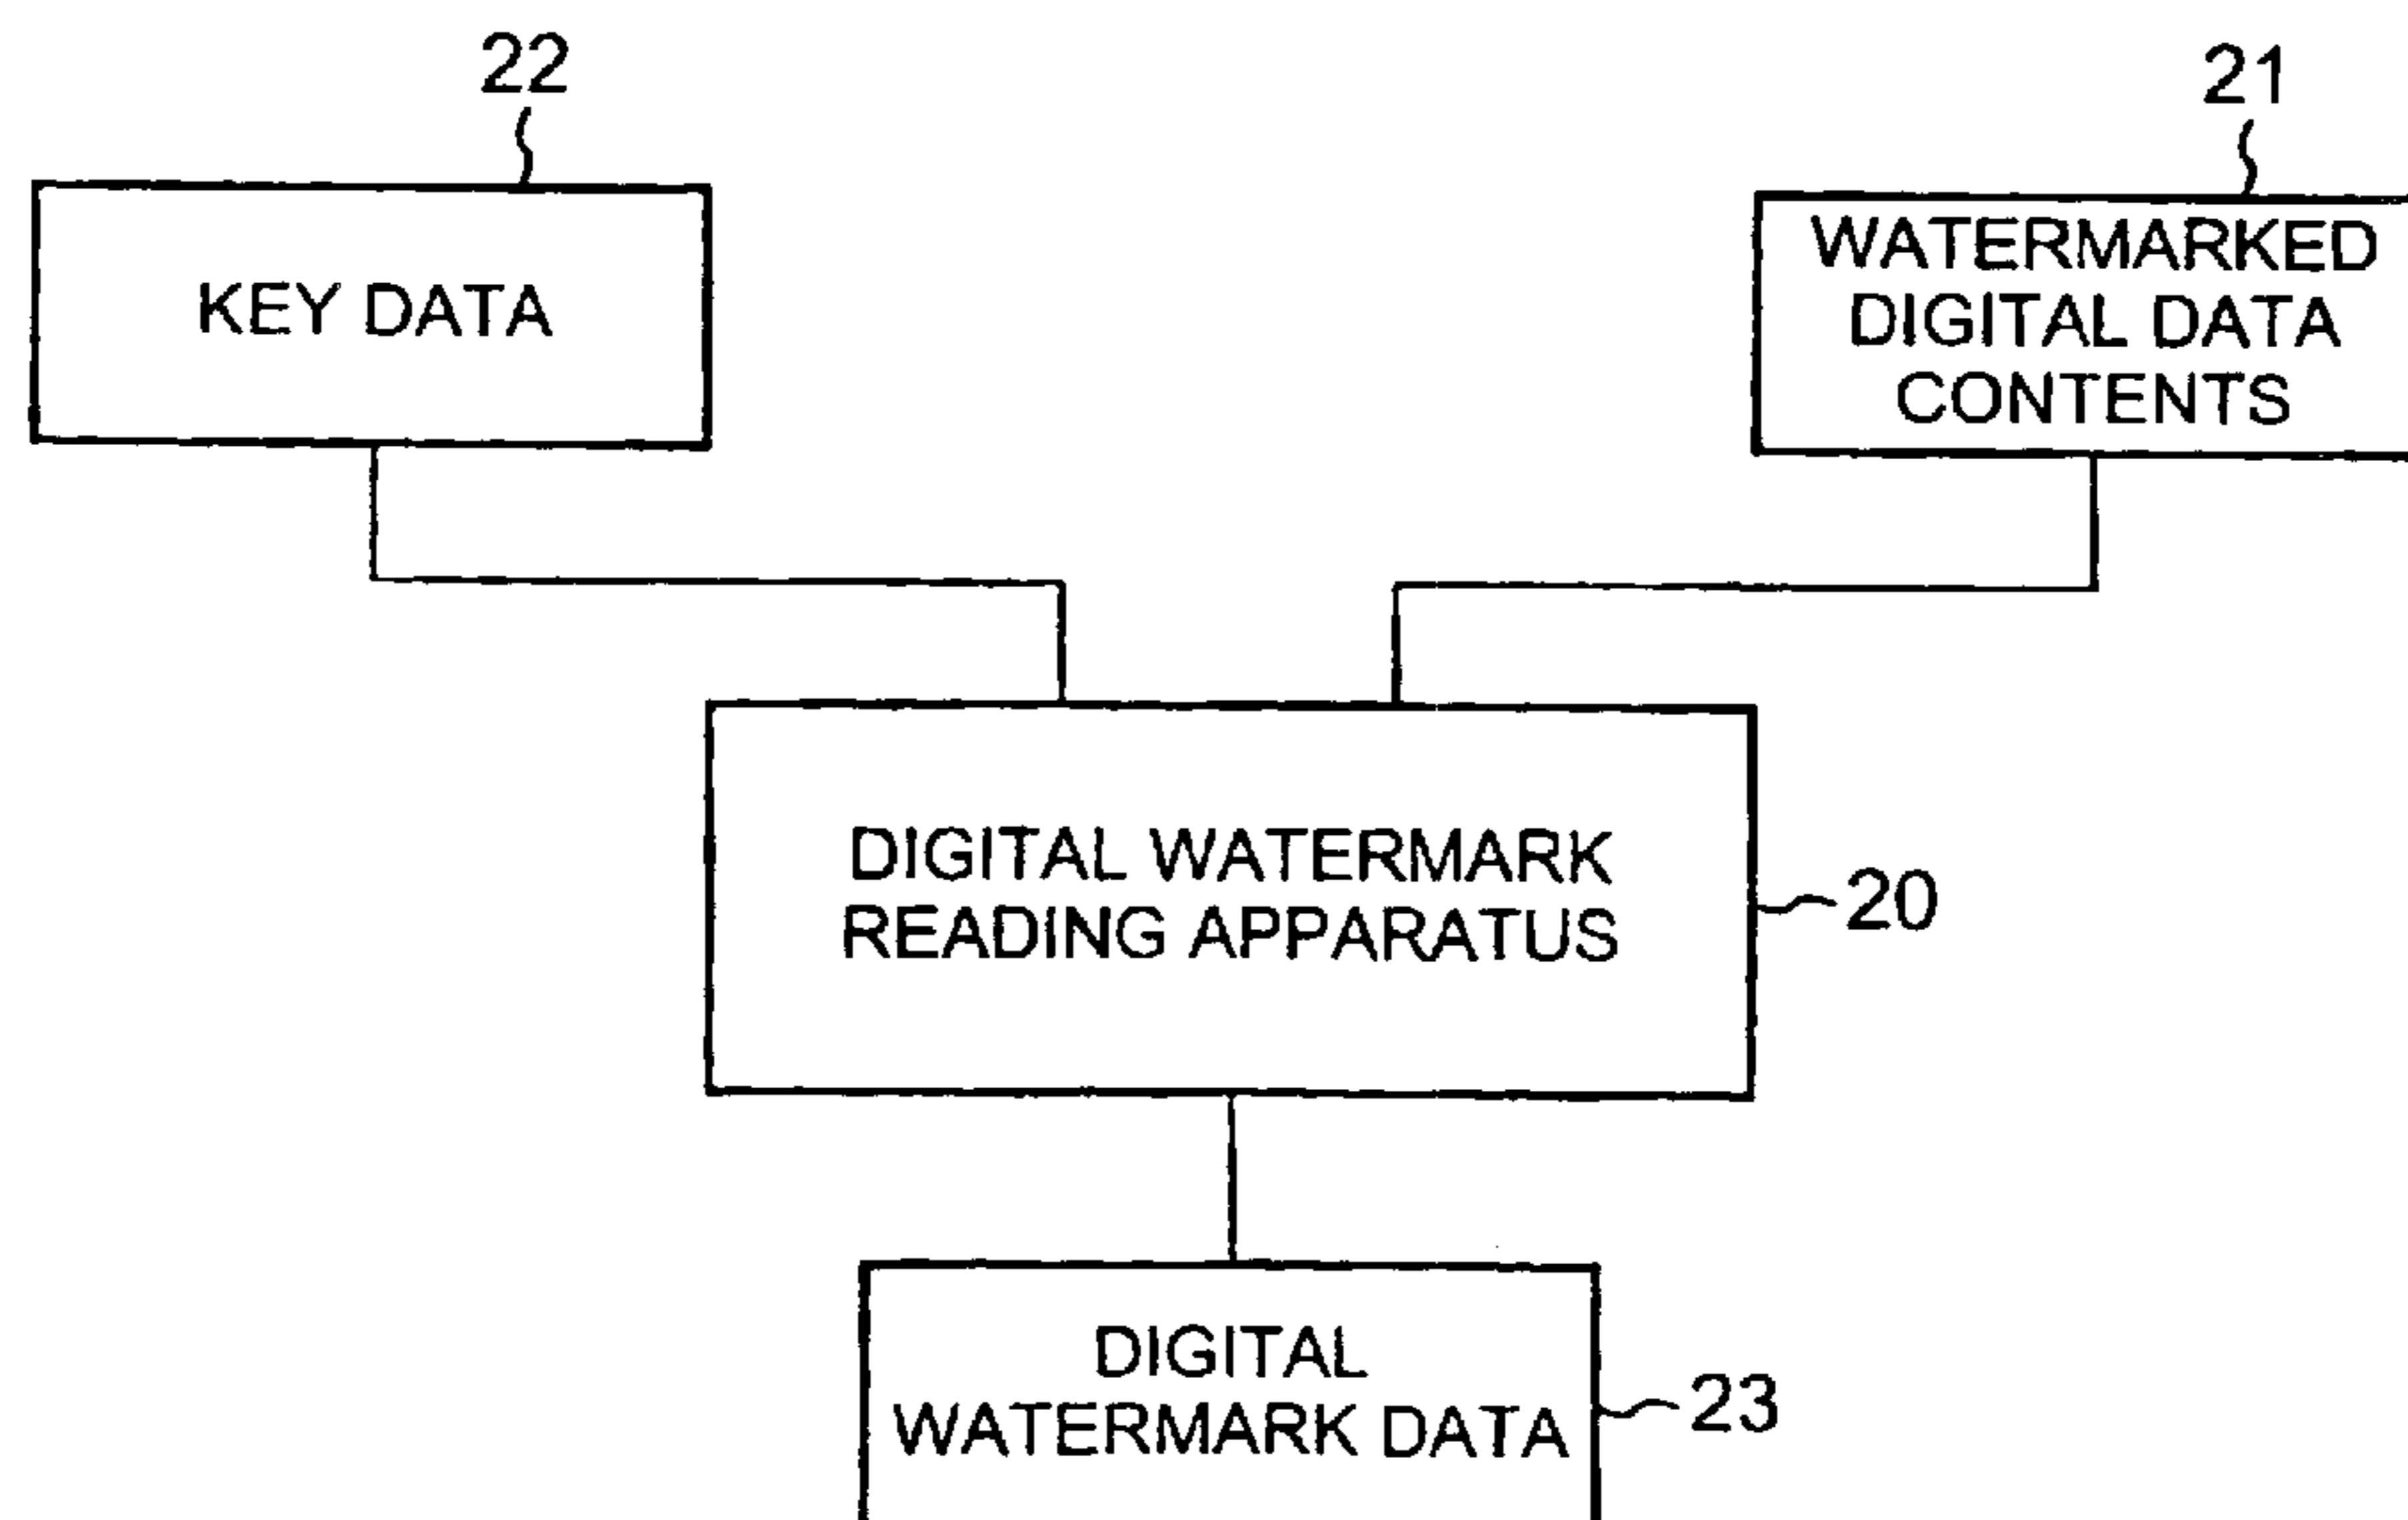 22
21
KEY DATA
WATERMARKED
DIGITAL DATA
CONTENTS
DIGITAL WATERMARK
READING APPARATUS
20
DIGITAL
WATERMARK DATA
23